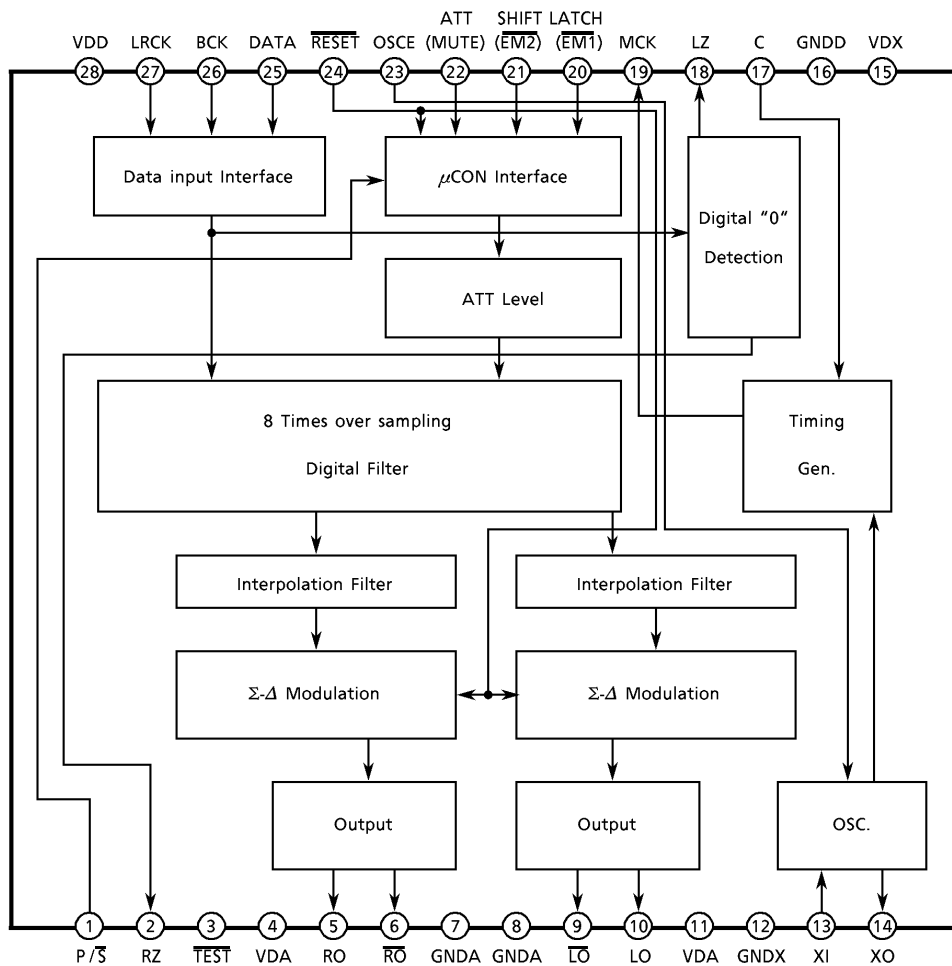 ATT SHIFT LATCH
VDD LRCK BCK DATA RESET OSCE (MUTE) (EM2) (EM1) MCK LZ C GNDD VDX
28 27 26 25 24 23 22 21 20 19 18 17 16 15
Data input Interface
μCON Interface
Digital "0"
Detection
ATT Level
8 Times over sampling
Digital Filter
Timing
Gen.
Interpolation Filter
Interpolation Filter
Σ-Δ Modulation
Σ-Δ Modulation
Output
Output
OSC.
1 2 3 4 5 6 7 8 9 10 11 12 13 14
P/S RZ TEST VDA RO RO GNDA GNDA LO LO VDA GNDX XI XO